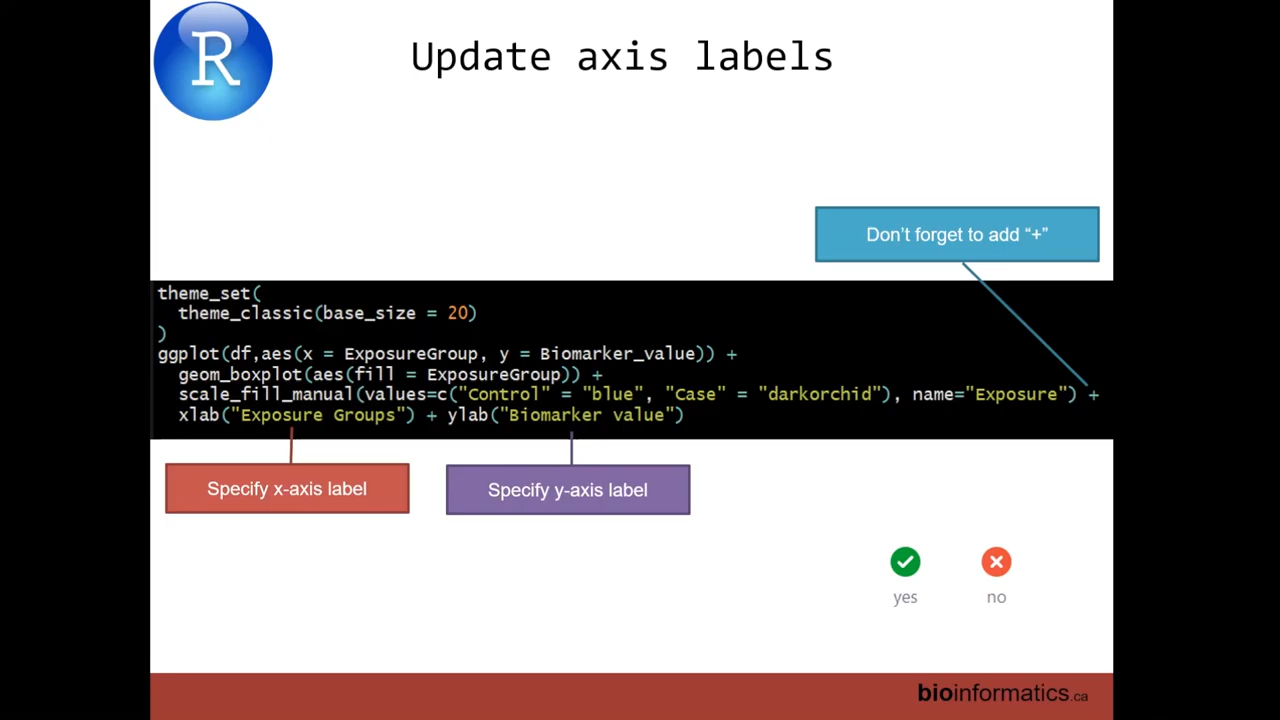 R
Update axis labels
Don’t forget to add “+”
theme_set(
  theme_classic(base_size = 20)
)
ggplot(df,aes(x = ExposureGroup, y = Biomarker_value)) +
  geom_boxplot(aes(fill = ExposureGroup)) +
  scale_fill_manual(values=c("Control" = "blue", "Case" = "darkorchid"), name="Exposure") +
  xlab("Exposure Groups") + ylab("Biomarker value")
Specify x-axis label
Specify y-axis label
yes
no
bioinformatics.ca